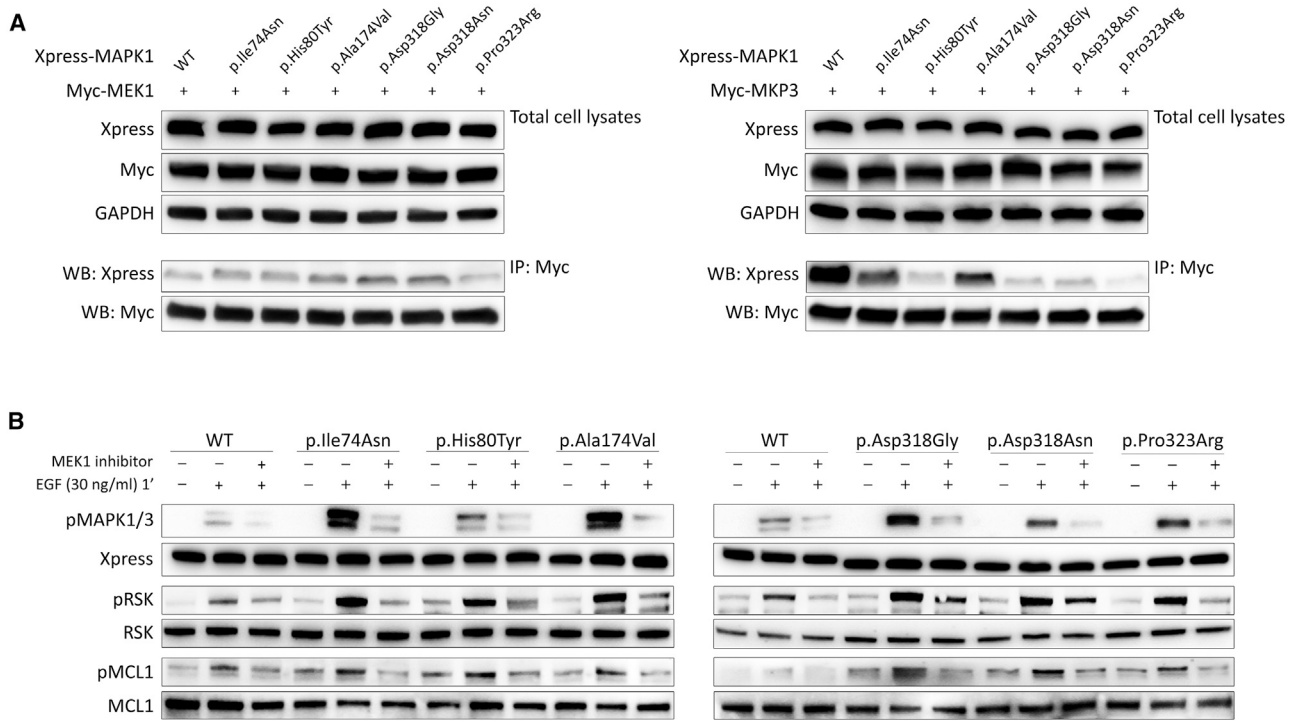 A
Xpress-MAPK1 WT p.Ile74Asn p.His80Tyr p.Ala174Val p.Asp318Gly p.Asp318Asn p.Pro323Arg
Myc-MEK1 + + + + + + +
Xpress Total cell lysates
Myc
GAPDH
WB: Xpress IP: Myc
WB: Myc
Xpress-MAPK1 WT p.Ile74Asn p.His80Tyr p.Ala174Val p.Asp318Gly p.Asp318Asn p.Pro323Arg
Myc-MKP3 + + + + + + +
Xpress Total cell lysates
Myc
GAPDH
WB: Xpress IP: Myc
WB: Myc
B
WT p.Ile74Asn p.His80Tyr p.Ala174Val WT p.Asp318Gly p.Asp318Asn p.Pro323Arg
MEK1 inhibitor − − + − − + − − + − − + − − + − − + − − + − − +
EGF (30 ng/ml) 1' − + + − + + − + + − + + − + + − + + − + + − + +
pMAPK1/3
Xpress
pRSK
RSK
pMCL1
MCL1